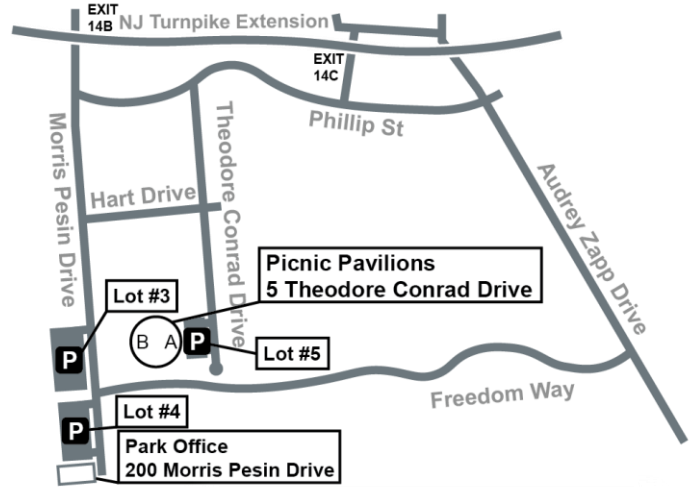 EXIT
14B
NJ Turnpike Extension
EXIT
14C
Phillip St
Morris Pesin Drive
Theodore Conrad Drive
Hart Drive
Audrey Zapp Drive
Picnic Pavilions
5 Theodore Conrad Drive
Lot #3
B A
P
P
Lot #5
Freedom Way
Lot #4
P
Park Office
200 Morris Pesin Drive